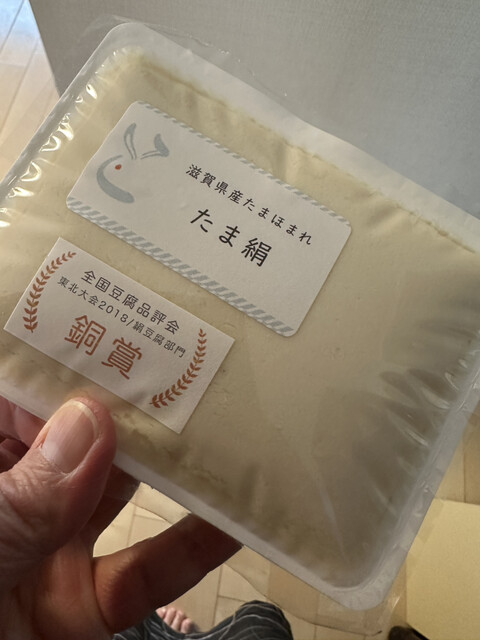 滋賀県産たまほまれ
たま絹
全国豆腐品評会
東北大会2018/絹豆腐部門
銅賞